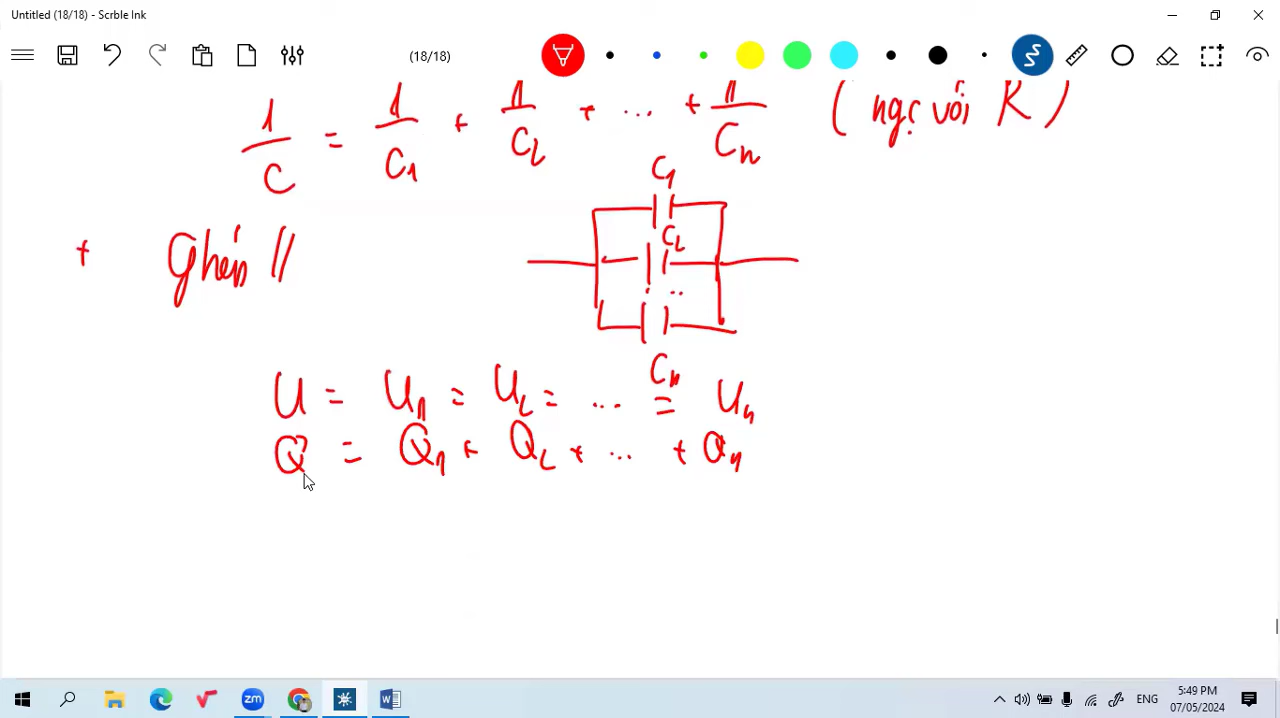 Untitled (18/18) - Scrble Ink
(18/18)
1/C = 1/C1 + 1/C2 + ... + 1/Cn (ngc với R)
C1
+ Ghép //
C2
...
Cn
U = U1 = U2 = ... = Un
Q = Q1 + Q2 + ... + Qn
zm
ENG
5:49 PM
07/05/2024